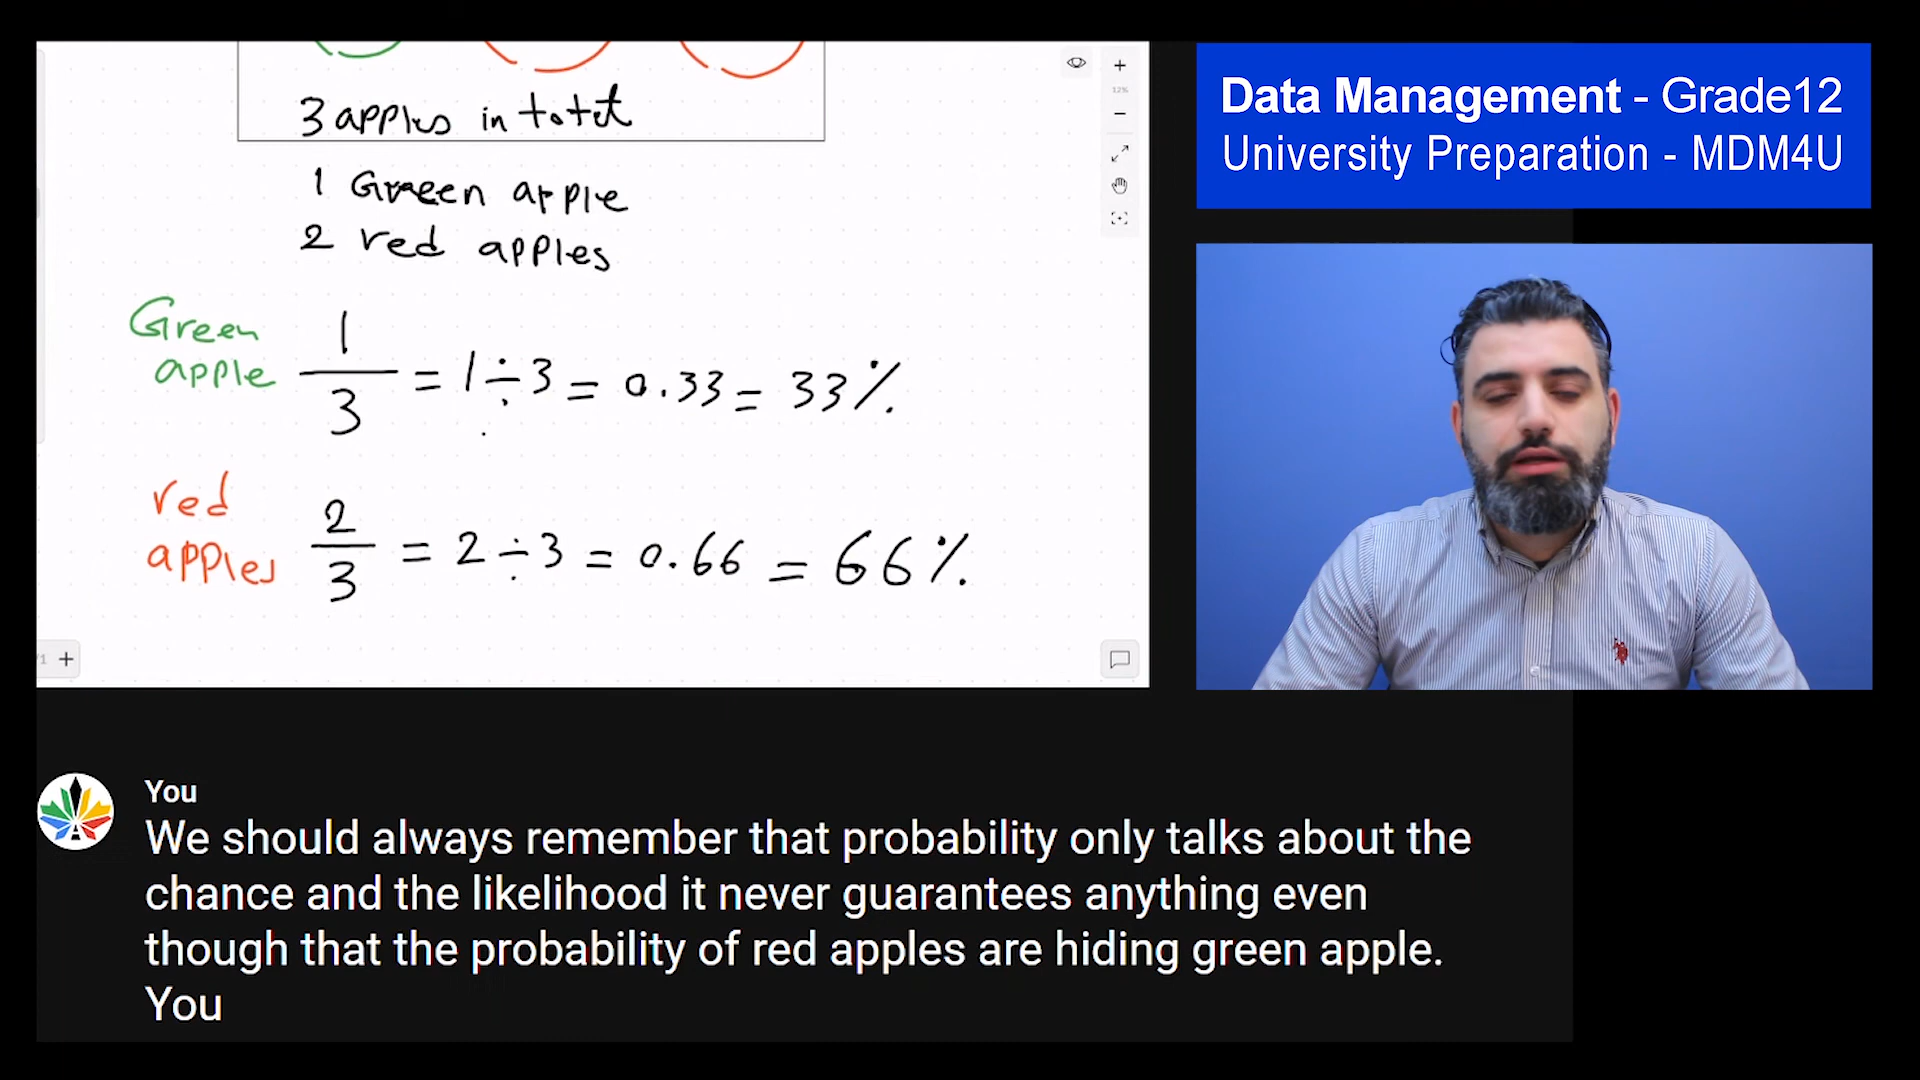 3 apples in total
1 Green apple
2 red apples
Green
apple
1
3
= 1 ÷ 3 = 0.33 = 33%
red
apples
2
3
= 2 ÷ 3 = 0.66 = 66%
12%
1 +
Data Management - Grade12
University Preparation - MDM4U
You
We should always remember that probability only talks about the
chance and the likelihood it never guarantees anything even
though that the probability of red apples are hiding green apple.
You